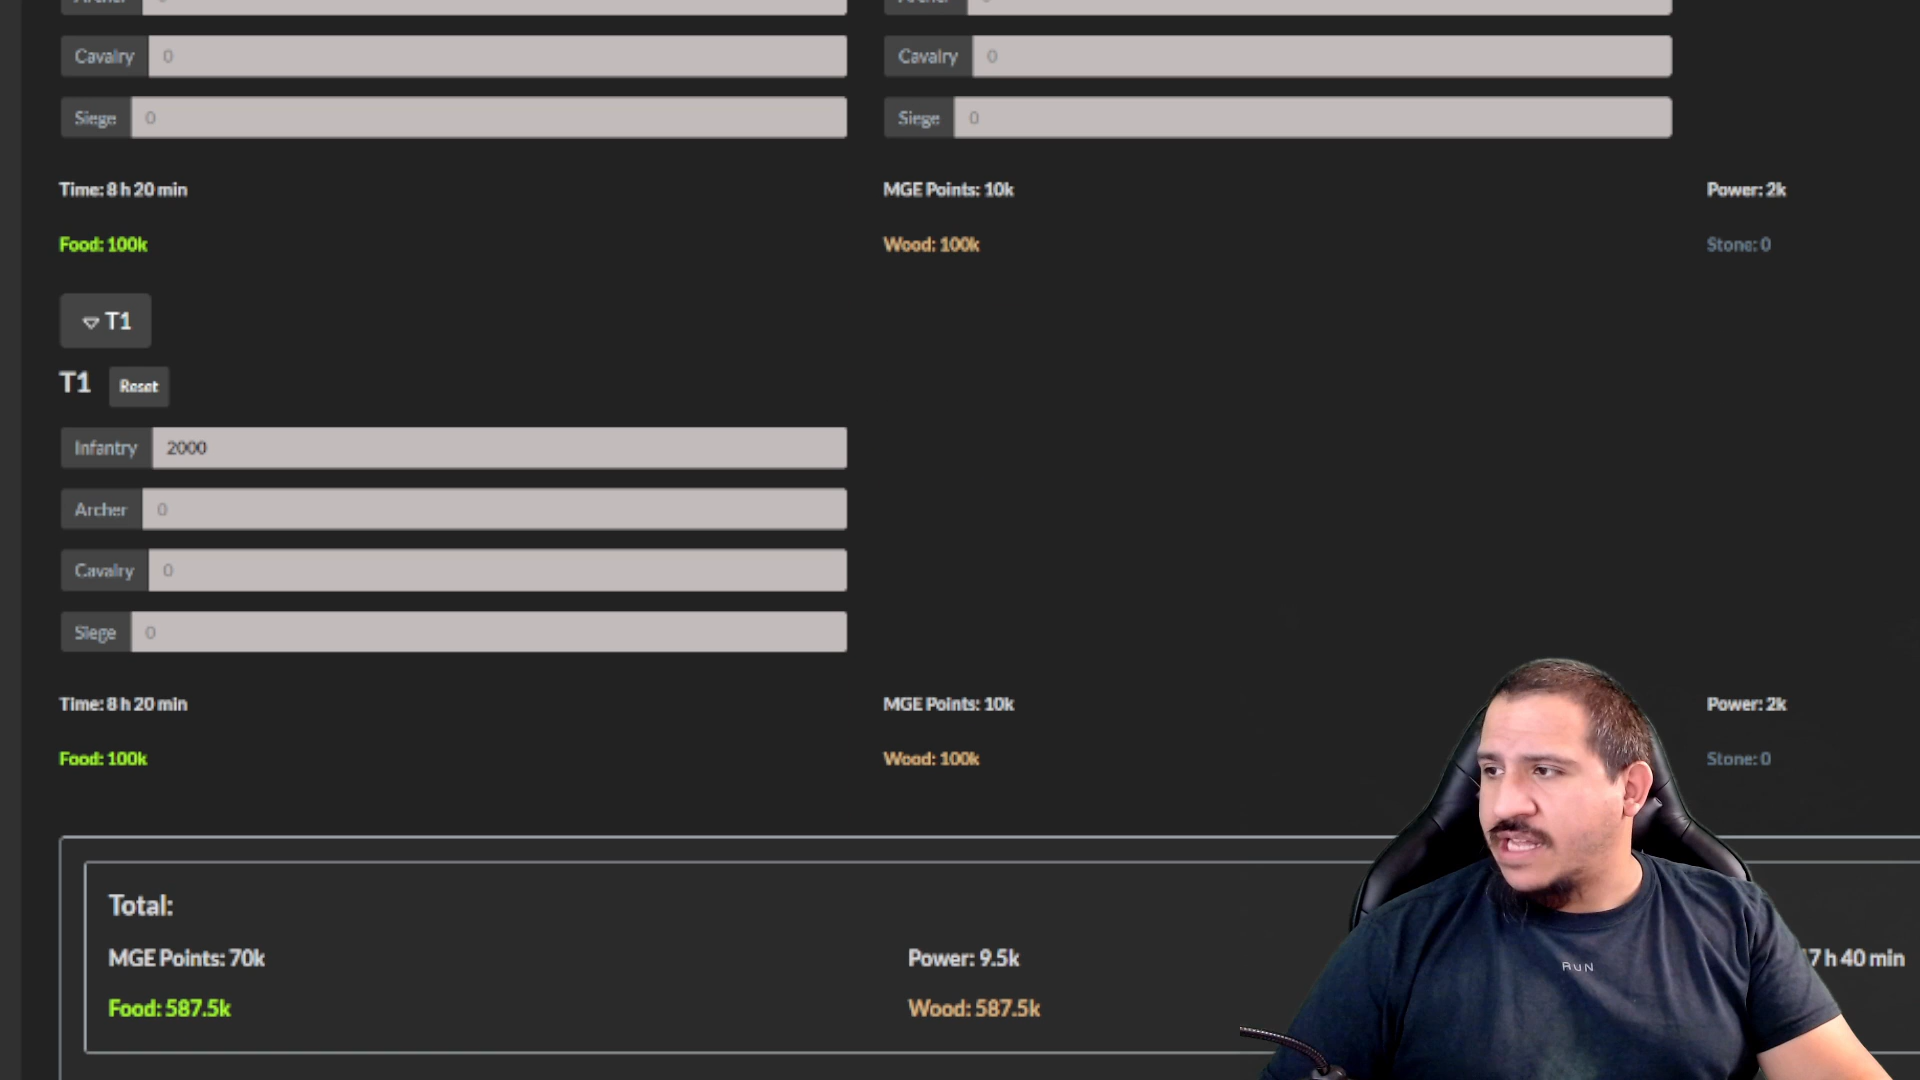 Cavalry 0 Cavalry 0
Siege 0 Siege 0
Time: 8 h 20 min MGE Points: 10k Power: 2k
Food: 100k Wood: 100k Stone: 0
T1
T1 Reset
Infantry 2000
Archer 0
Cavalry 0
Siege 0
Time: 8 h 20 min MGE Points: 10k Power: 2k
Food: 100k Wood: 100k Stone: 0
Total:
MGE Points: 70k Power: 9.5k 7 h 40 min
Food: 587.5k Wood: 587.5k
RUN